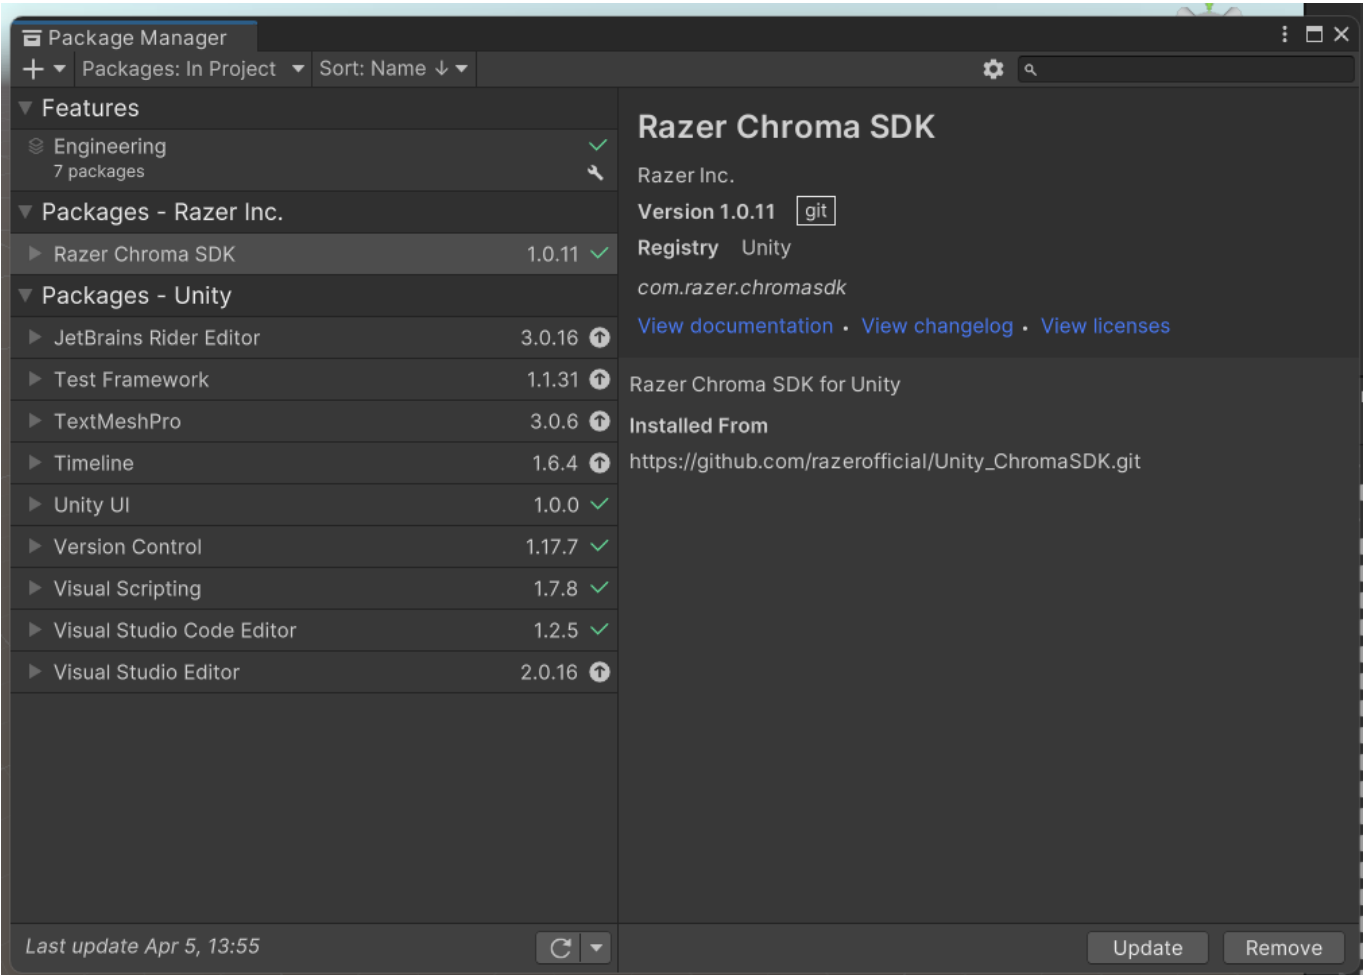 Package Manager
Packages: In Project
Sort: Name ↓
Features
Engineering
7 packages
Packages - Razer Inc.
Razer Chroma SDK 1.0.11
Packages - Unity
JetBrains Rider Editor 3.0.16
Test Framework 1.1.31
TextMeshPro 3.0.6
Timeline 1.6.4
Unity UI 1.0.0
Version Control 1.17.7
Visual Scripting 1.7.8
Visual Studio Code Editor 1.2.5
Visual Studio Editor 2.0.16
Last update Apr 5, 13:55
Razer Chroma SDK
Razer Inc.
Version 1.0.11 git
Registry Unity
com.razer.chromasdk
View documentation • View changelog • View licenses
Razer Chroma SDK for Unity
Installed From
https://github.com/razerofficial/Unity_ChromaSDK.git
Update Remove